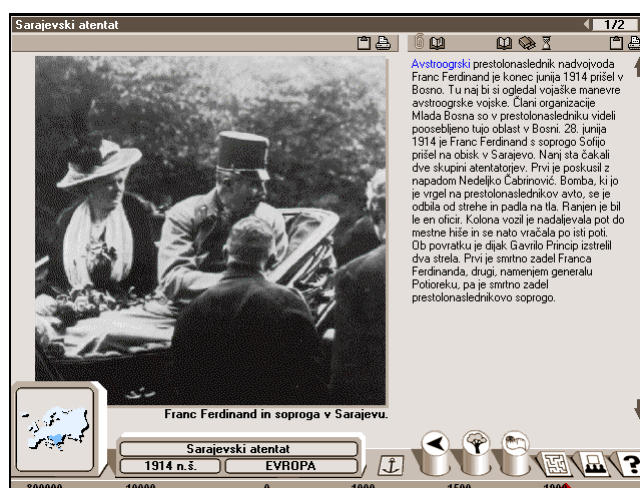 Sarajevski atentat
1/2
Avstroogrski prestolonaslednik nadvojvoda
Franc Ferdinand je konec junija 1914 prišel v
Bosno. Tu naj bi si ogledal vojaške manevre
avstroogrske vojske. Člani organizacije
Mlada Bosna so v prestolonasledniku videli
poosebljeno tujo oblast v Bosni. 28. junija
1914 je Franc Ferdinand s soprogo Sofijo
prišel na obisk v Sarajevo. Nanj sta čakali
dve skupini atentatorjev. Prvi je poskusil z
napadom Nedeljko Čabrinović. Bomba, ki jo
je vrgel na prestolonaslednikov avto, se je
odbila od strehe in padla na tla. Ranjen je bil
le en oficir. Kolona vozil je nadaljevala pot do
mestne hiše in se nato vračala po isti poti.
Ob povratku je dijak Gavrilo Princip izstrelil
dva strela. Prvi je smrtno zadel Franca
Ferdinanda, drugi, namenjem generalu
Potioreku, pa je smrtno zadel
prestolonaslednikovo soprogo.
Franc Ferdinand in soproga v Sarajevu.
Sarajevski atentat
1914 n.š.
EVROPA
?
800000 10000 0 1000 1500 1900